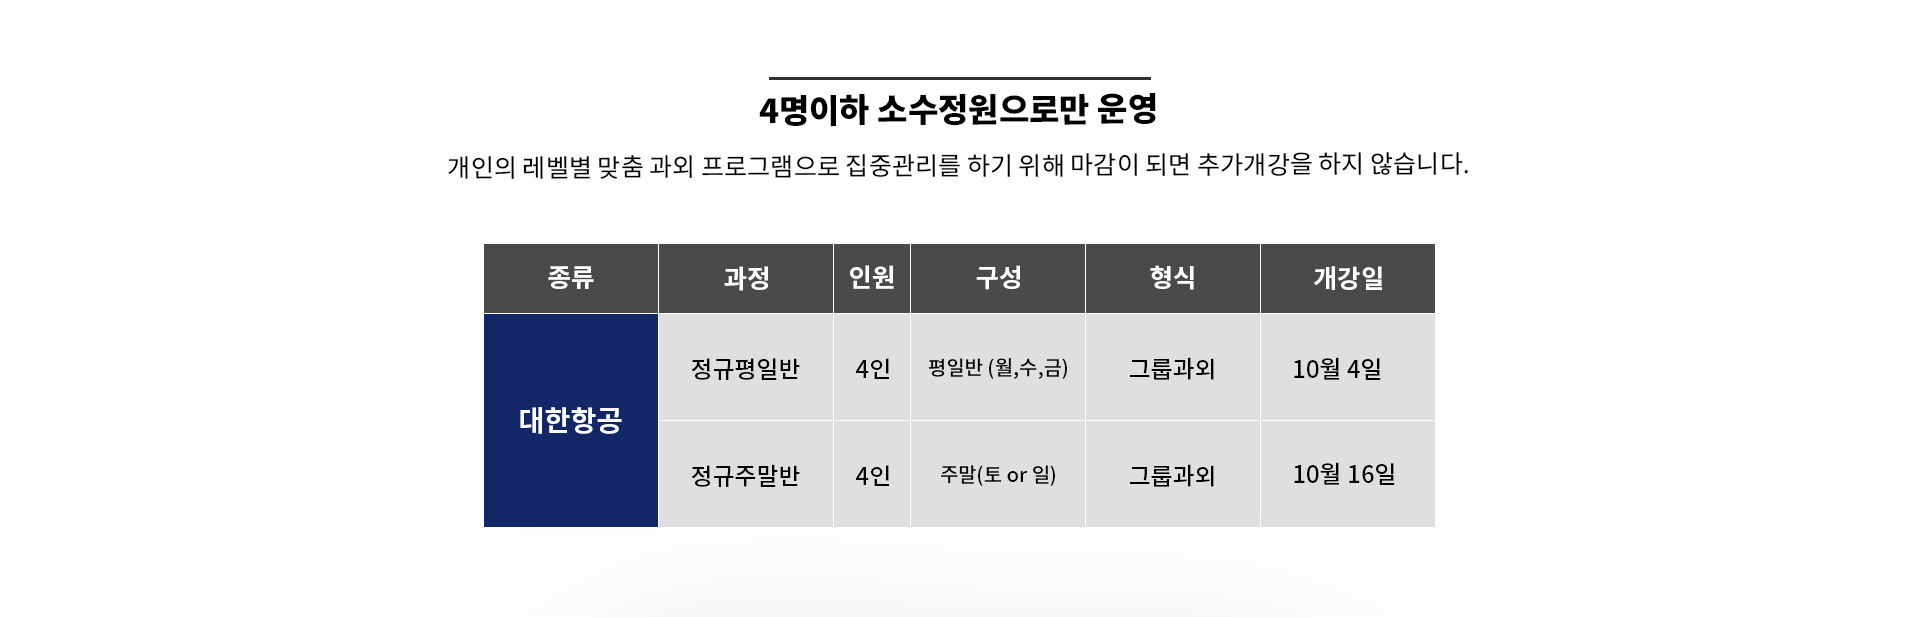 4명이하 소수정원으로만 운영
개인의 레벨별 맞춤 과외 프로그램으로 집중관리를 하기 위해 마감이 되면 추가개강을 하지 않습니다.
종류 과정 인원 구성 형식 개강일
대한항공
정규평일반 4인 평일반 (월,수,금) 그룹과외 10월 4일
정규주말반 4인 주말(토 or 일) 그룹과외 10월 16일